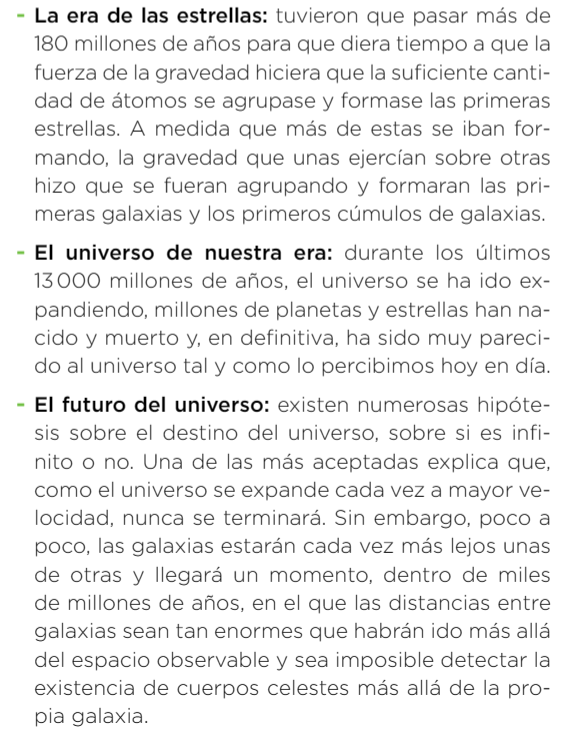 - La era de las estrellas: tuvieron que pasar más de
180 millones de años para que diera tiempo a que la
fuerza de la gravedad hiciera que la suficiente canti-
dad de átomos se agrupase y formase las primeras
estrellas. A medida que más de estas se iban for-
mando, la gravedad que unas ejercían sobre otras
hizo que se fueran agrupando y formaran las pri-
meras galaxias y los primeros cúmulos de galaxias.
- El universo de nuestra era: durante los últimos
13 000 millones de años, el universo se ha ido ex-
pandiendo, millones de planetas y estrellas han na-
cido y muerto y, en definitiva, ha sido muy pareci-
do al universo tal y como lo percibimos hoy en día.
- El futuro del universo: existen numerosas hipóte-
sis sobre el destino del universo, sobre si es infi-
nito o no. Una de las más aceptadas explica que,
como el universo se expande cada vez a mayor ve-
locidad, nunca se terminará. Sin embargo, poco a
poco, las galaxias estarán cada vez más lejos unas
de otras y llegará un momento, dentro de miles
de millones de años, en el que las distancias entre
galaxias sean tan enormes que habrán ido más allá
del espacio observable y sea imposible detectar la
existencia de cuerpos celestes más allá de la pro-
pia galaxia.